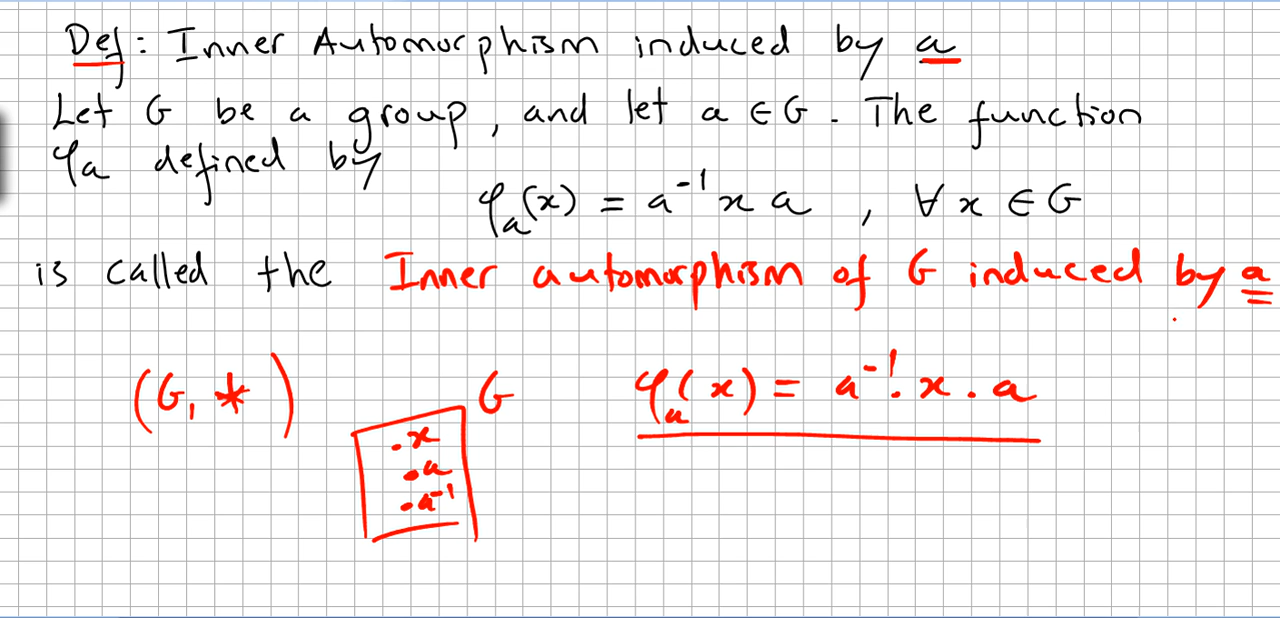 Def: Inner Automorphism induced by a
Let G be a group, and let a ∈ G. The function
φa defined by
φₐ(x) = a⁻¹ x a , ∀ x ∈ G
is called the Inner automorphism of G induced by a
(G, *)
G
φₐ(x) = a⁻¹ . x . a
. x
. a
. a⁻¹